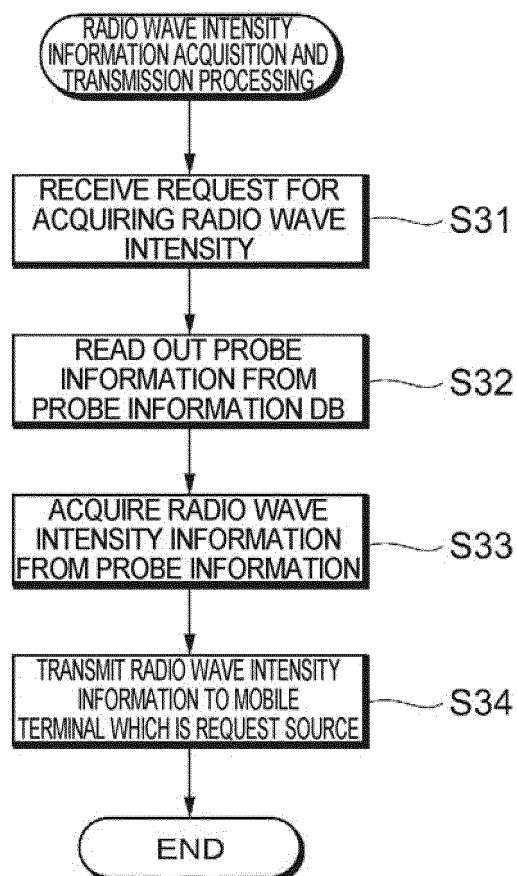 RADIO WAVE INTENSITY
INFORMATION ACQUISITION AND
TRANSMISSION PROCESSING
RECEIVE REQUEST FOR
ACQUIRING RADIO WAVE
INTENSITY
S31
READ OUT PROBE
INFORMATION FROM
PROBE INFORMATION DB
S32
ACQUIRE RADIO WAVE
INTENSITY INFORMATION
FROM PROBE INFORMATION
S33
TRANSMIT RADIO WAVE INTENSITY
INFORMATION TO MOBILE
TERMINAL WHICH IS REQUEST SOURCE
S34
END